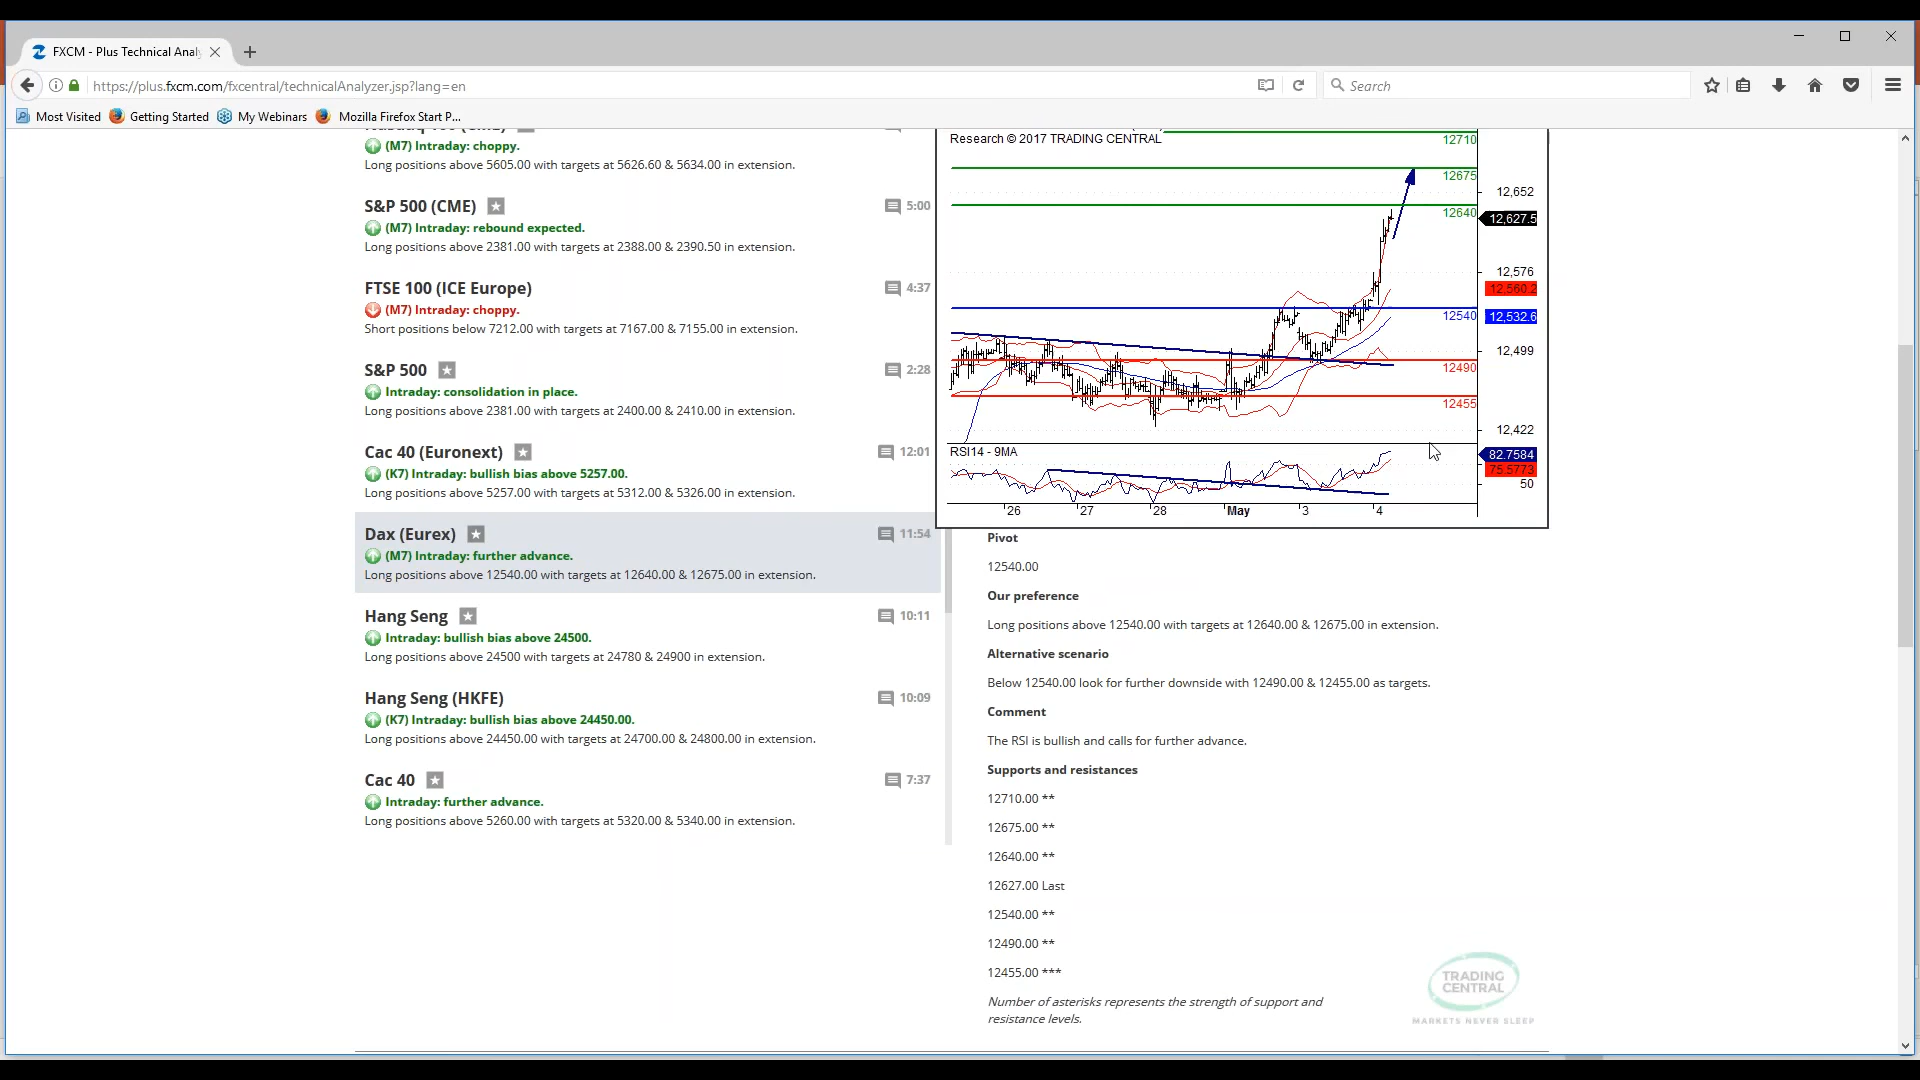 FXCM - Plus Technical Analy
https://plus.fxcm.com/fxcentral/technicalAnalyzer.jsp?lang=en
Search
Most Visited
Getting Started
My Webinars
Mozilla Firefox Start P...
(M7) Intraday: choppy.
Long positions above 5605.00 with targets at 5626.60 & 5634.00 in extension.
S&P 500 (CME)
5:00
(M7) Intraday: rebound expected.
Long positions above 2381.00 with targets at 2388.00 & 2390.50 in extension.
FTSE 100 (ICE Europe)
4:37
(M7) Intraday: choppy.
Short positions below 7212.00 with targets at 7167.00 & 7155.00 in extension.
S&P 500
2:28
Intraday: consolidation in place.
Long positions above 2381.00 with targets at 2400.00 & 2410.00 in extension.
Cac 40 (Euronext)
12:01
(K7) Intraday: bullish bias above 5257.00.
Long positions above 5257.00 with targets at 5312.00 & 5326.00 in extension.
Dax (Eurex)
11:54
(M7) Intraday: further advance.
Long positions above 12540.00 with targets at 12640.00 & 12675.00 in extension.
Hang Seng
10:11
Intraday: bullish bias above 24500.
Long positions above 24500 with targets at 24780 & 24900 in extension.
Hang Seng (HKFE)
10:09
(K7) Intraday: bullish bias above 24450.00.
Long positions above 24450.00 with targets at 24700.00 & 24800.00 in extension.
Cac 40
7:37
Intraday: further advance.
Long positions above 5260.00 with targets at 5320.00 & 5340.00 in extension.
Research © 2017 TRADING CENTRAL
12710
12675
12,652
12640
12,627.5
12,576
12,560.2
12540
12,532.6
12,499
12490
12455
12,422
RSI14 - 9MA
82.7584
75.5773
50
26
27
28
May
3
4
Pivot
12540.00
Our preference
Long positions above 12540.00 with targets at 12640.00 & 12675.00 in extension.
Alternative scenario
Below 12540.00 look for further downside with 12490.00 & 12455.00 as targets.
Comment
The RSI is bullish and calls for further advance.
Supports and resistances
12710.00 **
12675.00 **
12640.00 **
12627.00 Last
12540.00 **
12490.00 **
12455.00 ***
Number of asterisks represents the strength of support and
resistance levels.
TRADING
CENTRAL
MARKETS NEVER SLEEP